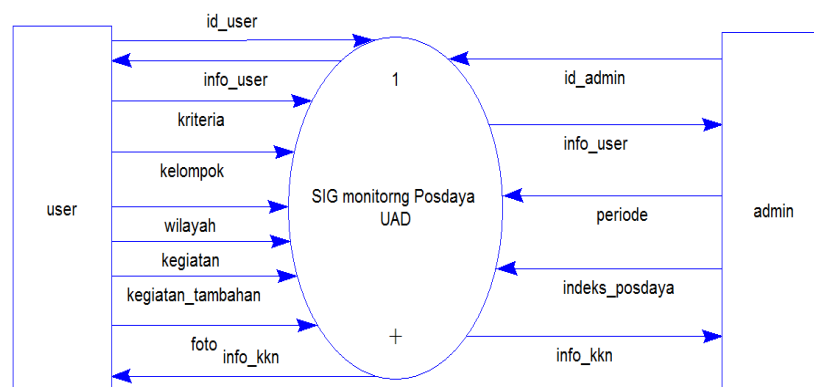 id_user
info_user
kriteria
kelompok
user
wilayah
kegiatan
kegiatan_tambahan
foto
info_kkn
1
SIG monitorng Posdaya
UAD
+
id_admin
info_user
periode
admin
indeks_posdaya
info_kkn